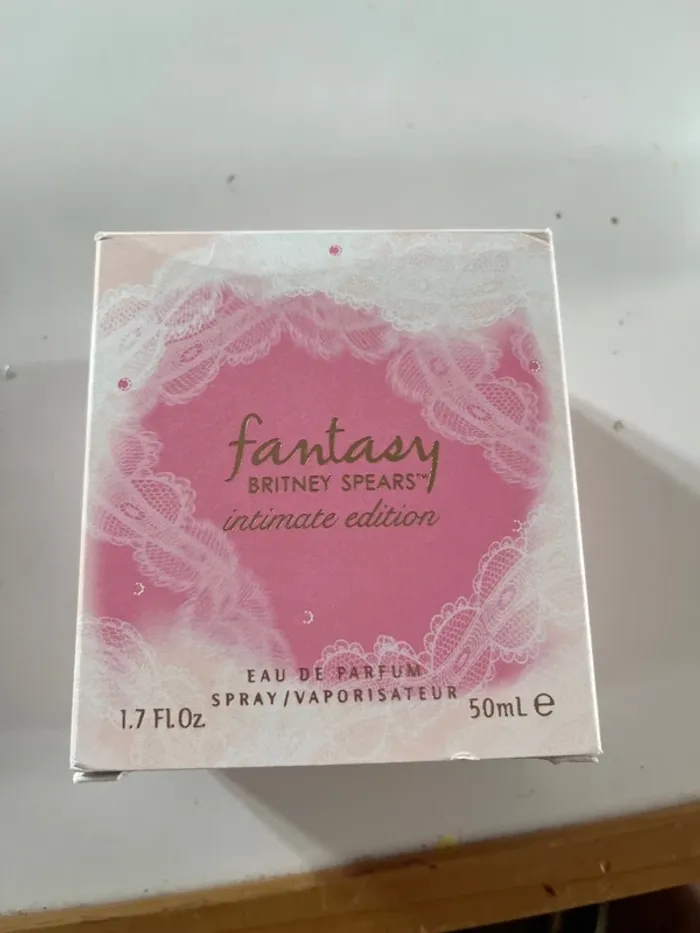 fantasy
BRITNEY SPEARS™
intimate edition
EAU DE PARFUM
SPRAY/VAPORISATEUR
1.7 Fl.Oz.
50mL e